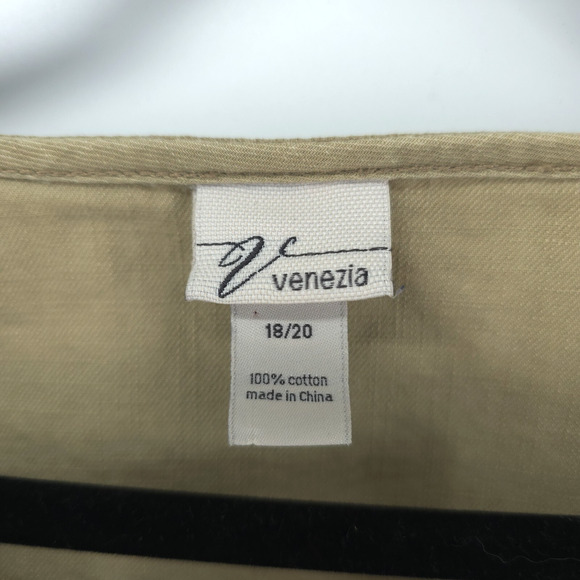 V
venezia
18/20
100% cotton
made in China